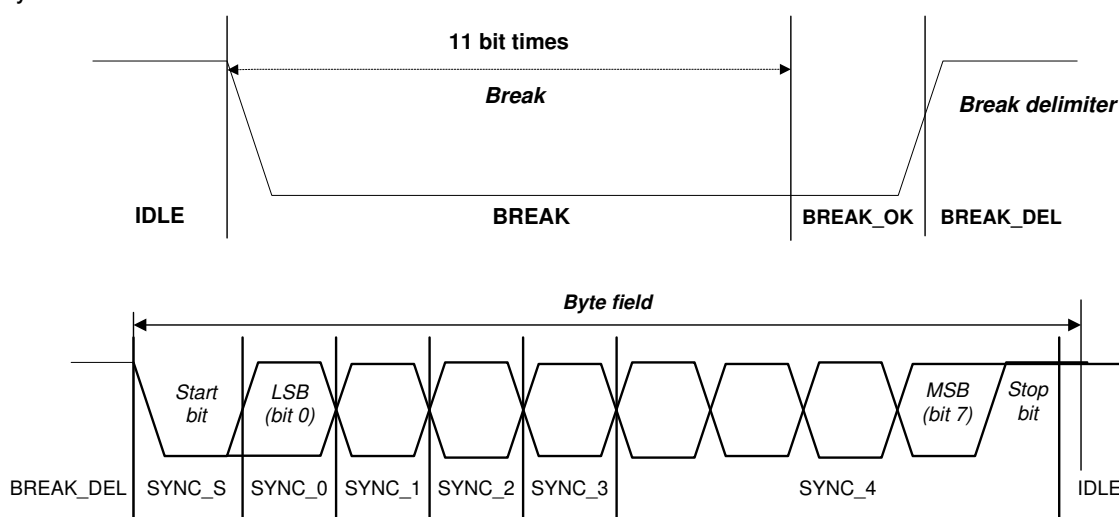 11 bit times
Break
Break delimiter
IDLE
BREAK
BREAK_OK
BREAK_DEL
Byte field
Start
bit
LSB
(bit 0)
MSB
(bit 7)
Stop
bit
BREAK_DEL
SYNC_S
SYNC_0
SYNC_1
SYNC_2
SYNC_3
SYNC_4
IDLE